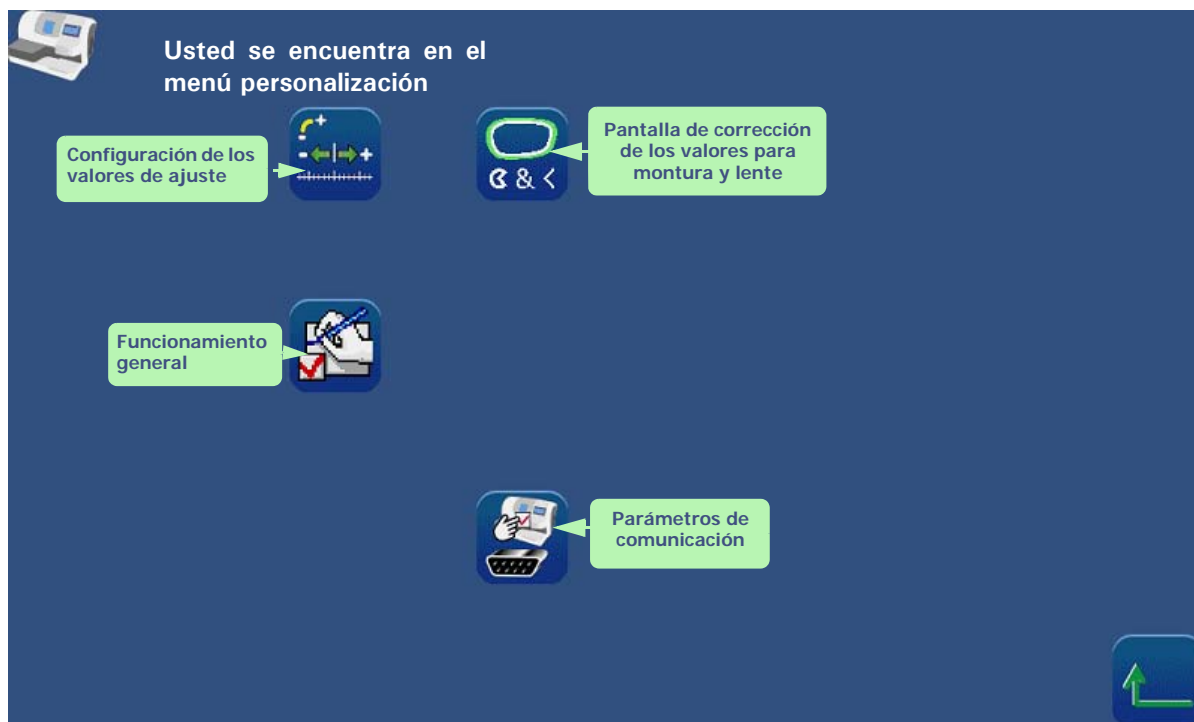 Usted se encuentra en el
menú personalización
Configuración de los
valores de ajuste
Pantalla de corrección
de los valores para
montura y lente
&
Funcionamiento
general
Parámetros de
comunicación